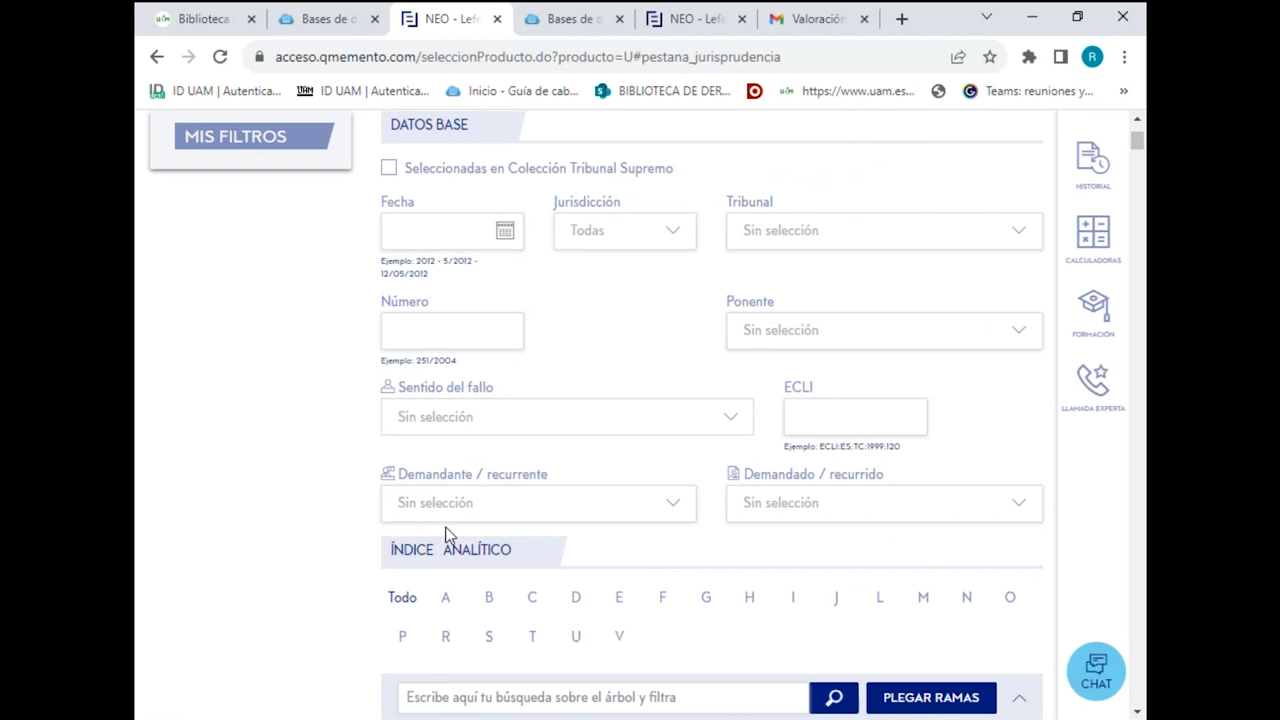 Biblioteca
Bases de d
NEO - Lefe
Bases de d
NEO - Lefe
Valoración
acceso.qmemento.com/seleccionProducto.do?producto=U#pestana_jurisprudencia
R
ID UAM | Autentica...
ID UAM | Autentica...
Inicio - Guía de cab...
BIBLIOTECA DE DER...
https://www.uam.es...
Teams: reuniones y...
»
MIS FILTROS
DATOS BASE
Seleccionadas en Colección Tribunal Supremo
Fecha
Jurisdicción
Tribunal
Todas
Sin selección
Ejemplo: 2012 - 5/2012 -
12/05/2012
Número
Ponente
Sin selección
Ejemplo: 251/2004
Sentido del fallo
ECLI
Sin selección
Ejemplo: ECLI:ES:TC:1999:120
Demandante / recurrente
Demandado / recurrido
Sin selección
Sin selección
ÍNDICE ANALÍTICO
Todo A B C D E F G H I J L M N O
P R S T U V
Escribe aquí tu búsqueda sobre el árbol y filtra
PLEGAR RAMAS
HISTORIAL
CALCULADORAS
FORMACIÓN
LLAMADA EXPERTA
CHAT